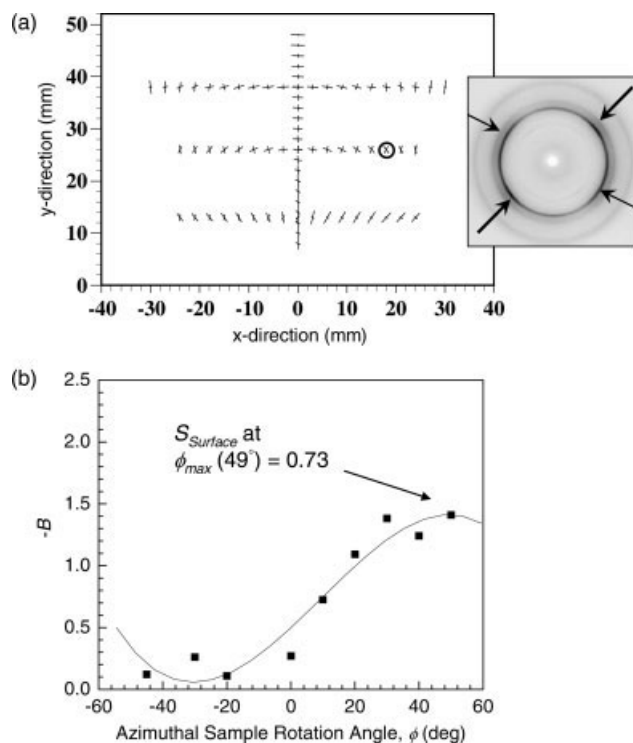 (a)
50
40
30
20
10
0
y-direction (mm)
-40 -30 -20 -10 0 10 20 30 40
x-direction (mm)
(b)
2.5
2.0
1.5
1.0
0.5
0.0
-B
S_Surface at
ϕ_max (49°) = 0.73
-60 -40 -20 0 20 40 60
Azimuthal Sample Rotation Angle, ϕ (deg)